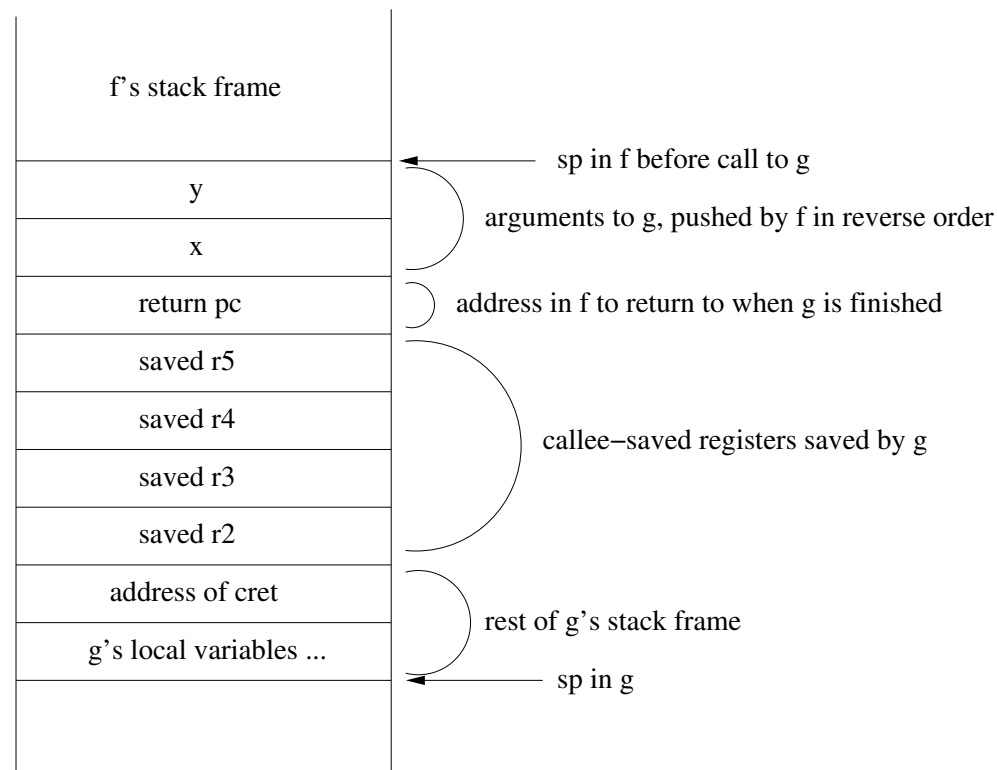 f’s stack frame
sp in f before call to g
y
arguments to g, pushed by f in reverse order
x
return pc
address in f to return to when g is finished
saved r5
saved r4
callee−saved registers saved by g
saved r3
saved r2
address of cret
rest of g’s stack frame
g’s local variables ...
sp in g